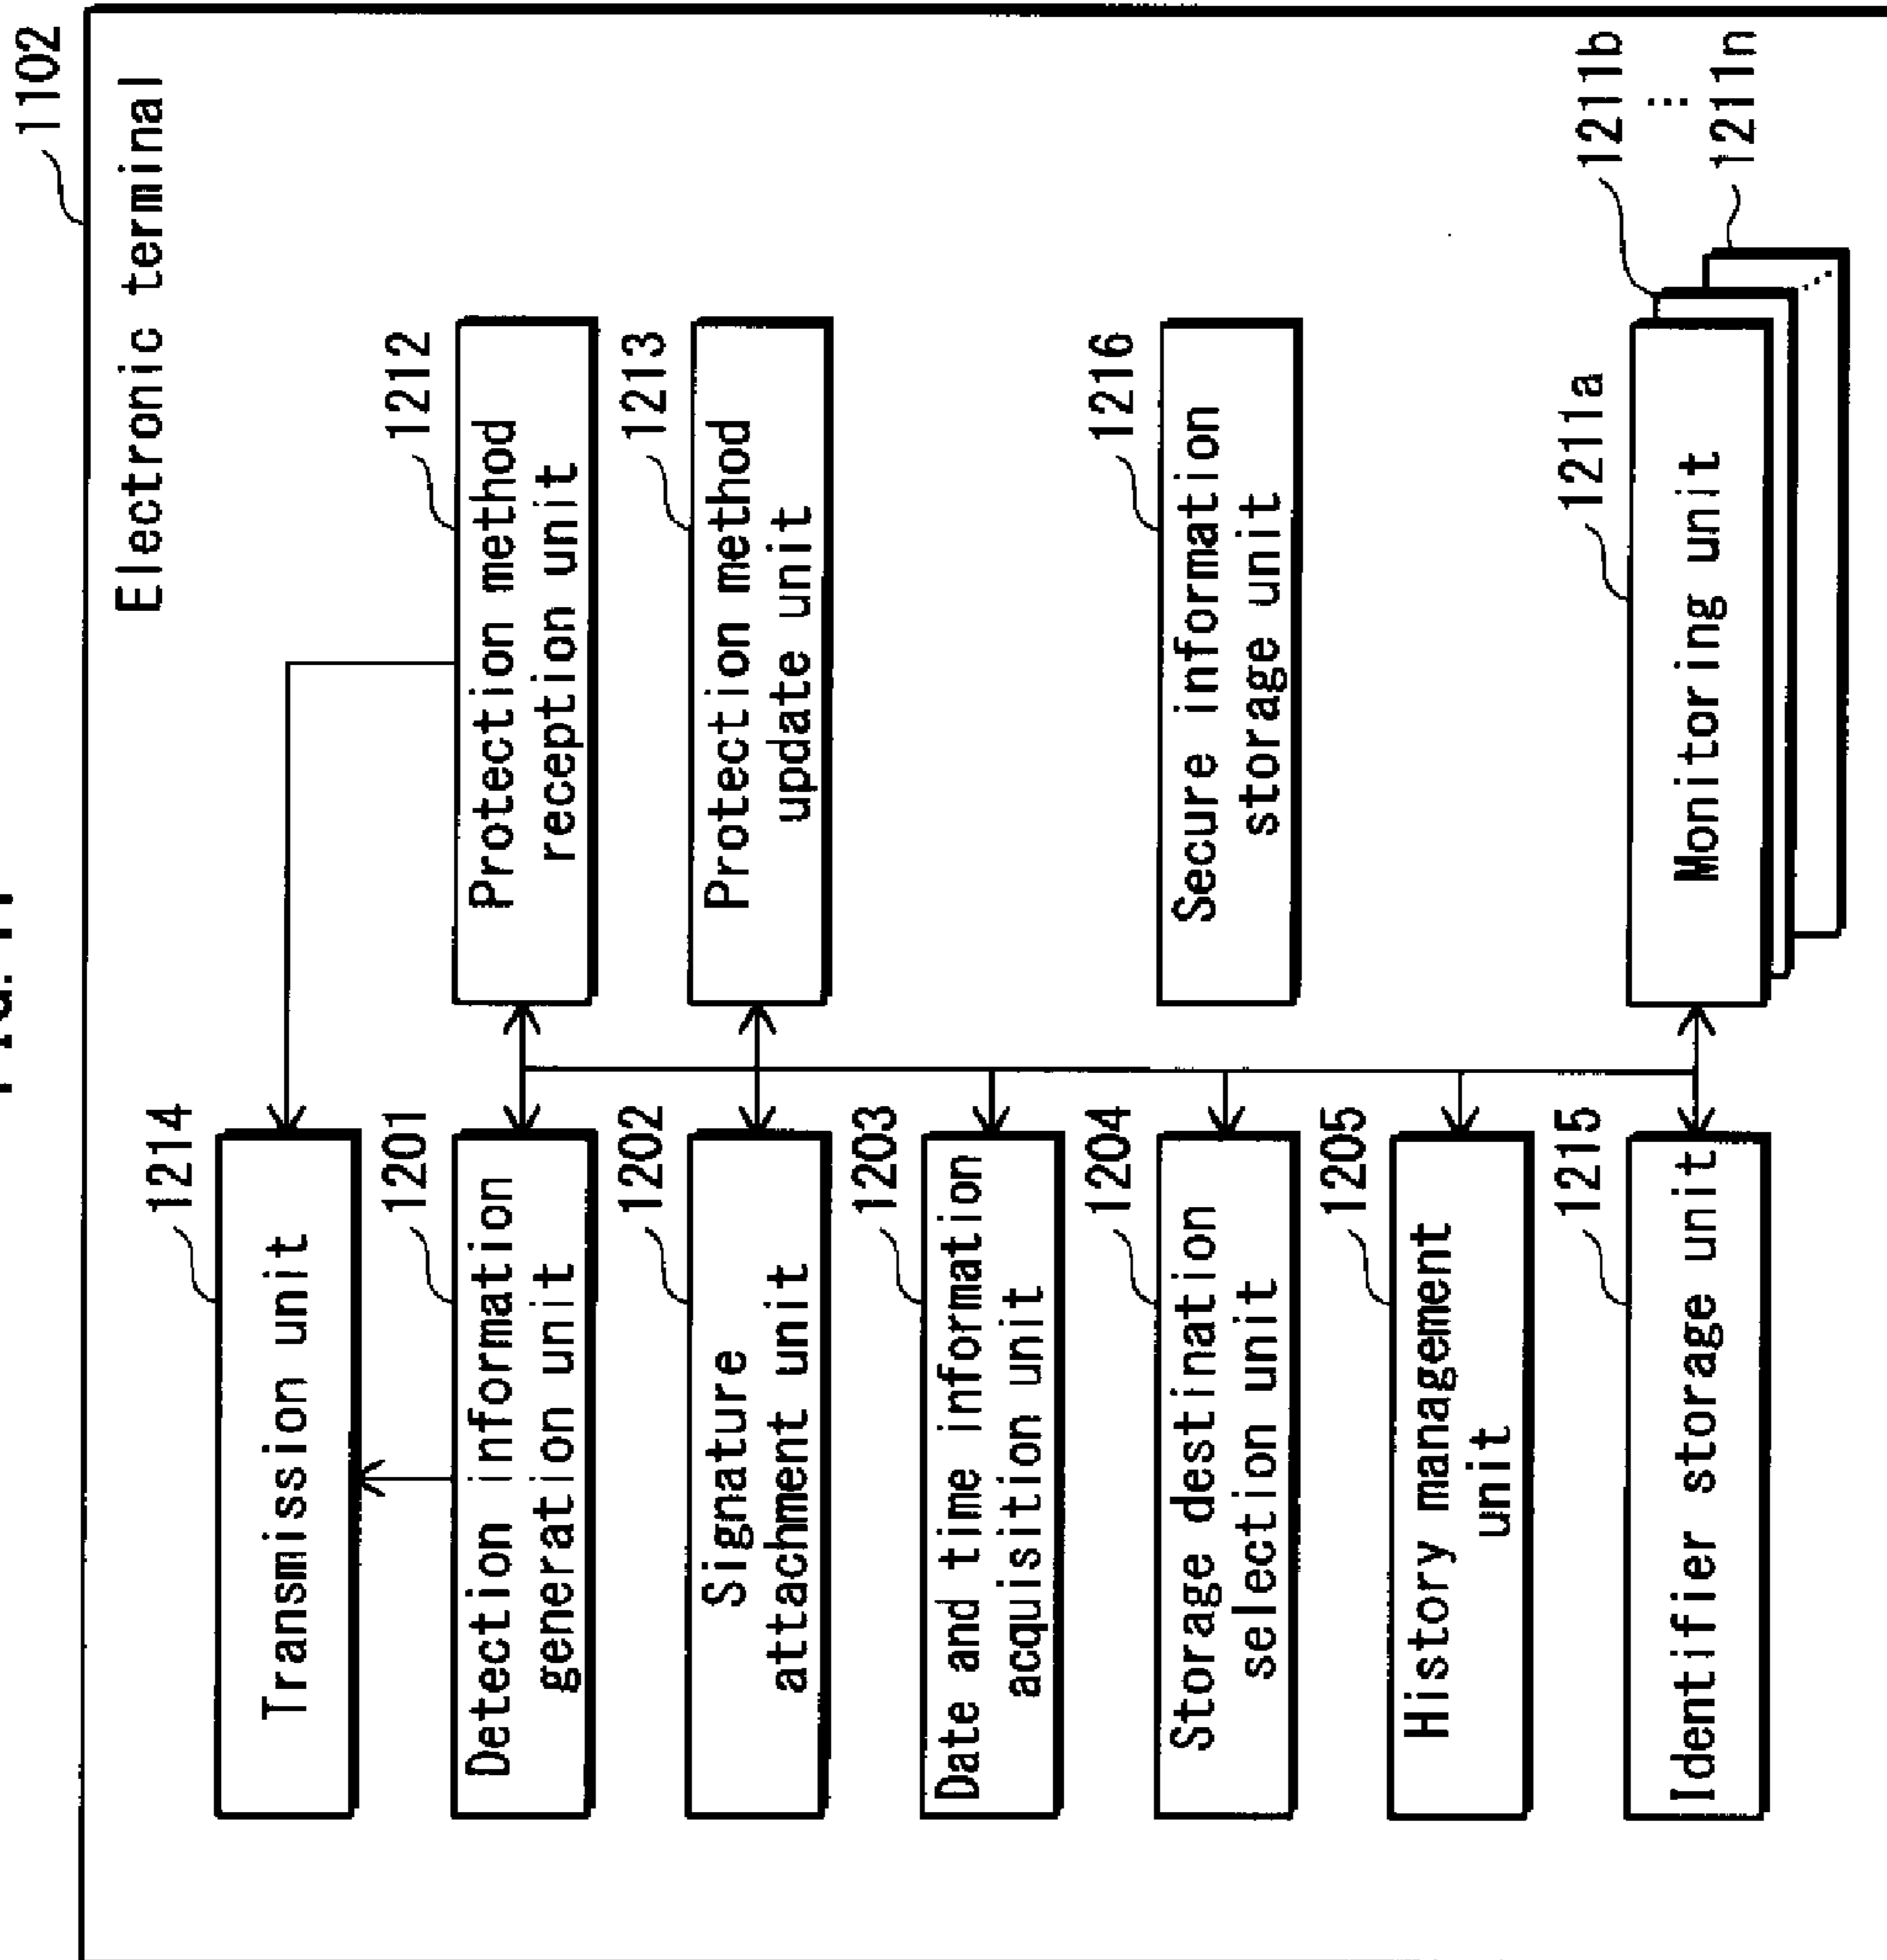 1102
Electronic terminal
1214
Transmission unit
1201
Detection information
generation unit
1212
Protection method
reception unit
1202
Signature
attachment unit
1213
Protection method
update unit
1203
Date and time information
acquisition unit
1204
Storage destination
selection unit
1216
Secure information
storage unit
1205
History management
unit
1215
Identifier storage unit
1211a
Monitoring unit
1211b
1211n